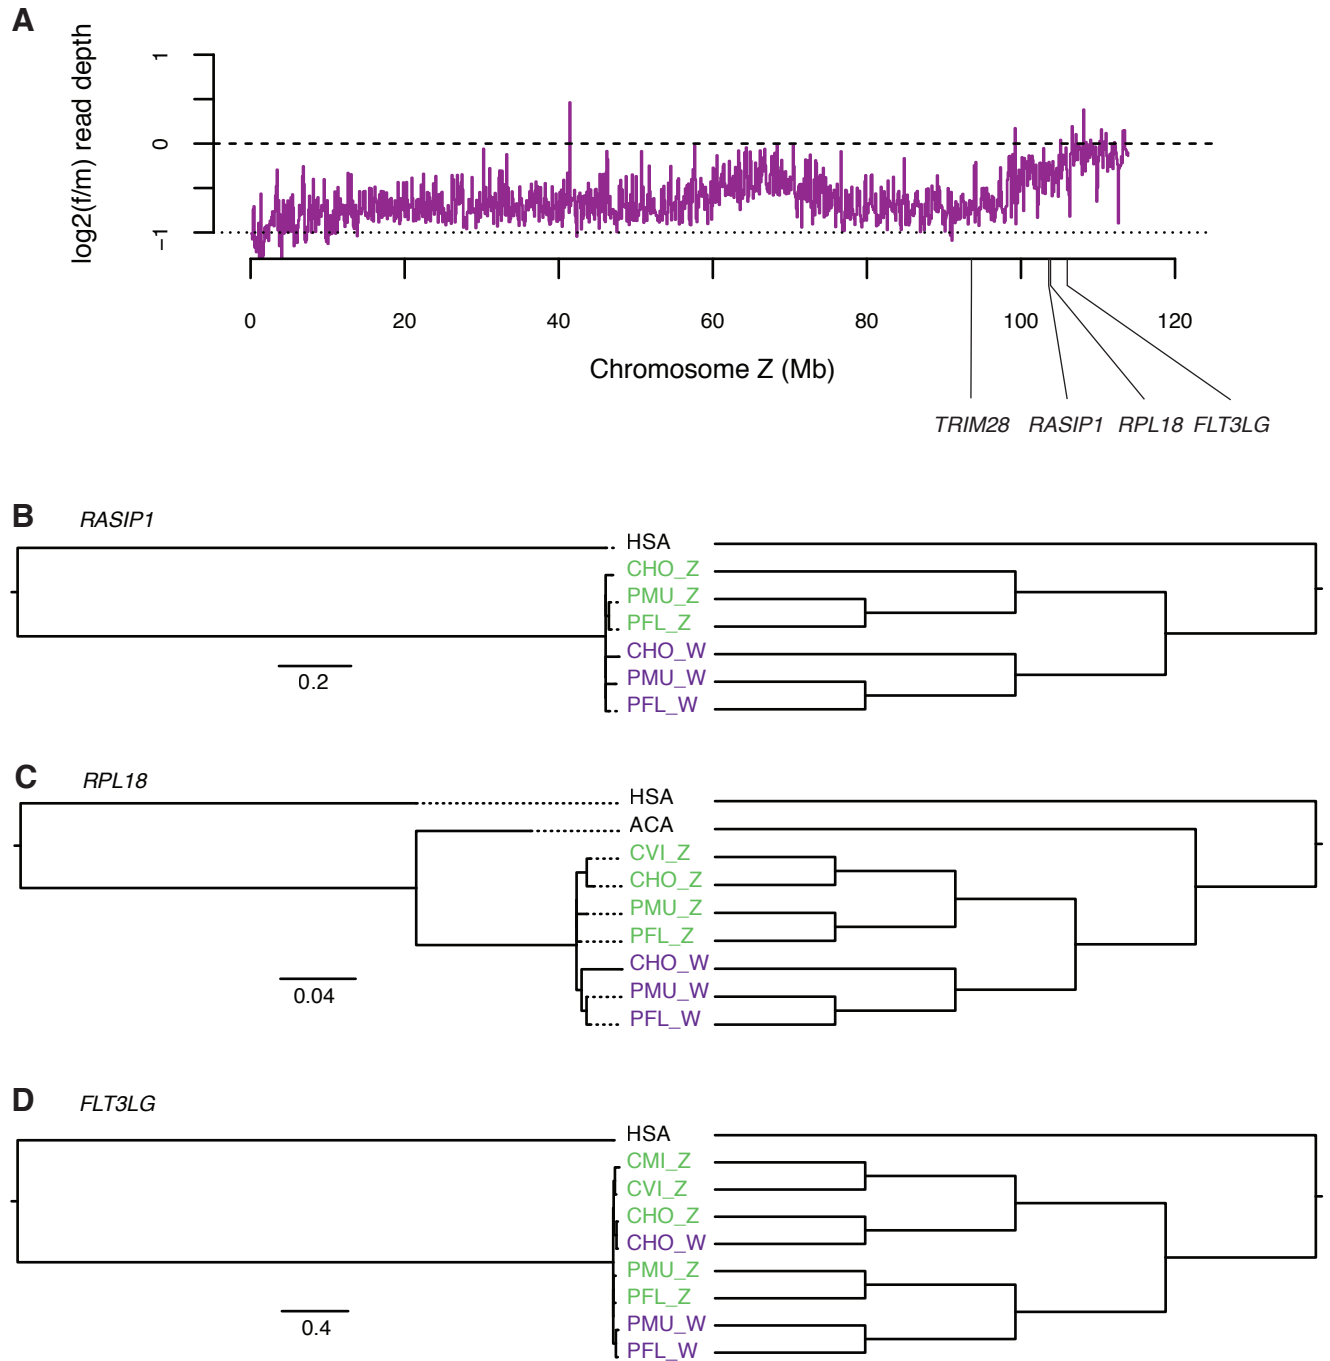 A
log2(f/m) read depth
1
0
−1
0 20 40 60 80 100 120
Chromosome Z (Mb)
TRIM28 RASIP1 RPL18 FLT3LG
B RASIP1
HSA
CHO_Z
PMU_Z
PFL_Z
CHO_W
PMU_W
PFL_W
0.2
C RPL18
HSA
ACA
CVI_Z
CHO_Z
PMU_Z
PFL_Z
CHO_W
PMU_W
PFL_W
0.04
D FLT3LG
HSA
CMI_Z
CVI_Z
CHO_Z
CHO_W
PMU_Z
PFL_Z
PMU_W
PFL_W
0.4